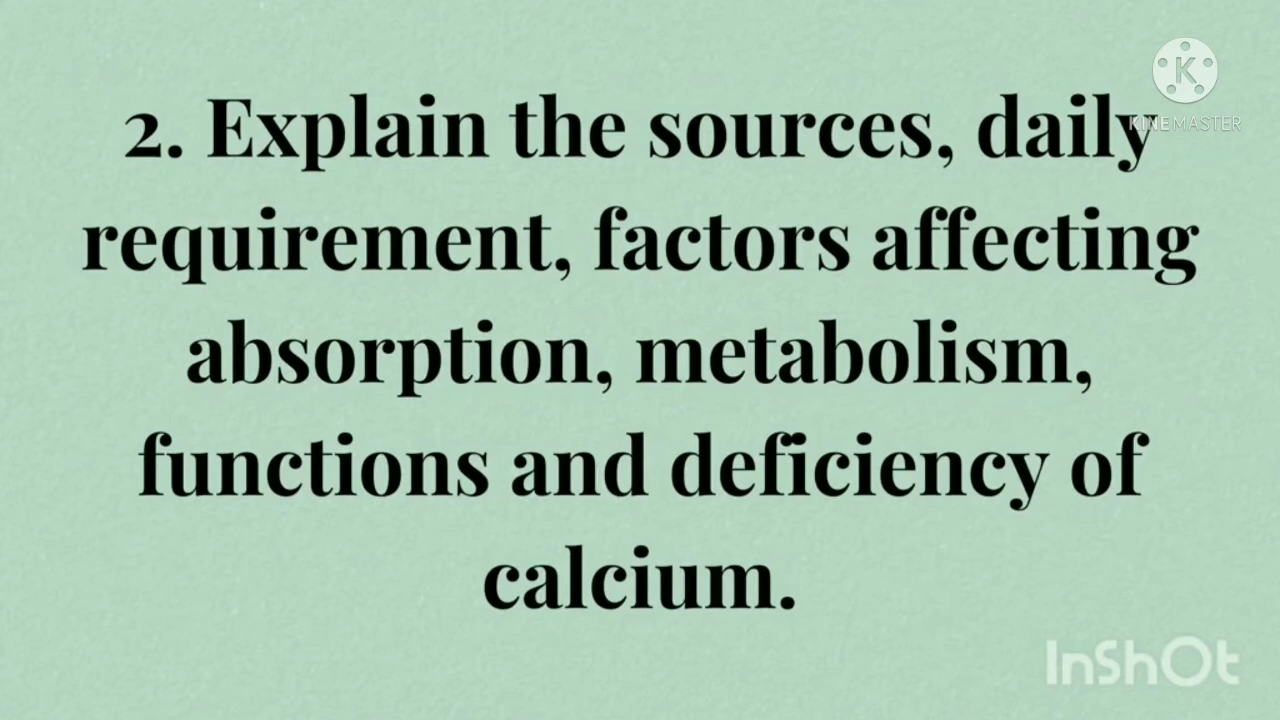 2. Explain the sources, daily
requirement, factors affecting
absorption, metabolism,
functions and deficiency of
calcium.
K
KINEMASTER
InShOt